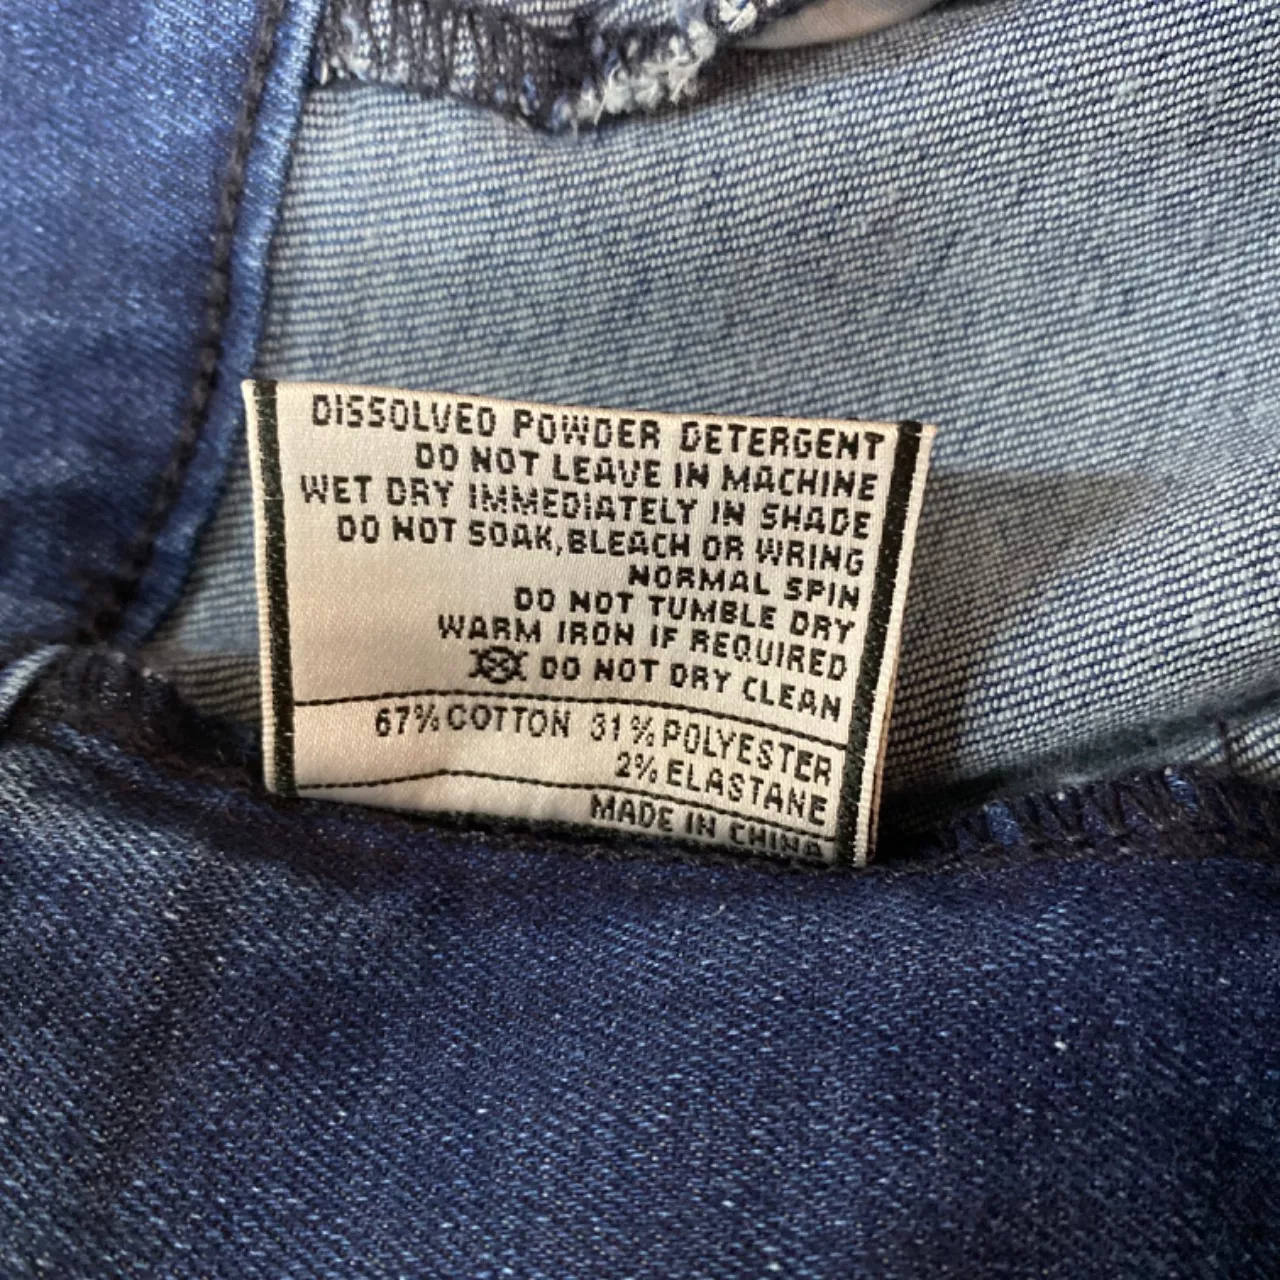 DISSOLVED POWDER DETERGENT
DO NOT LEAVE IN MACHINE
WET DRY IMMEDIATELY IN SHADE
DO NOT SOAK, BLEACH OR WRING
NORMAL SPIN
DO NOT TUMBLE DRY
WARM IRON IF REQUIRED
DO NOT DRY CLEAN
67% COTTON 31% POLYESTER
2% ELASTANE
MADE IN CHINA